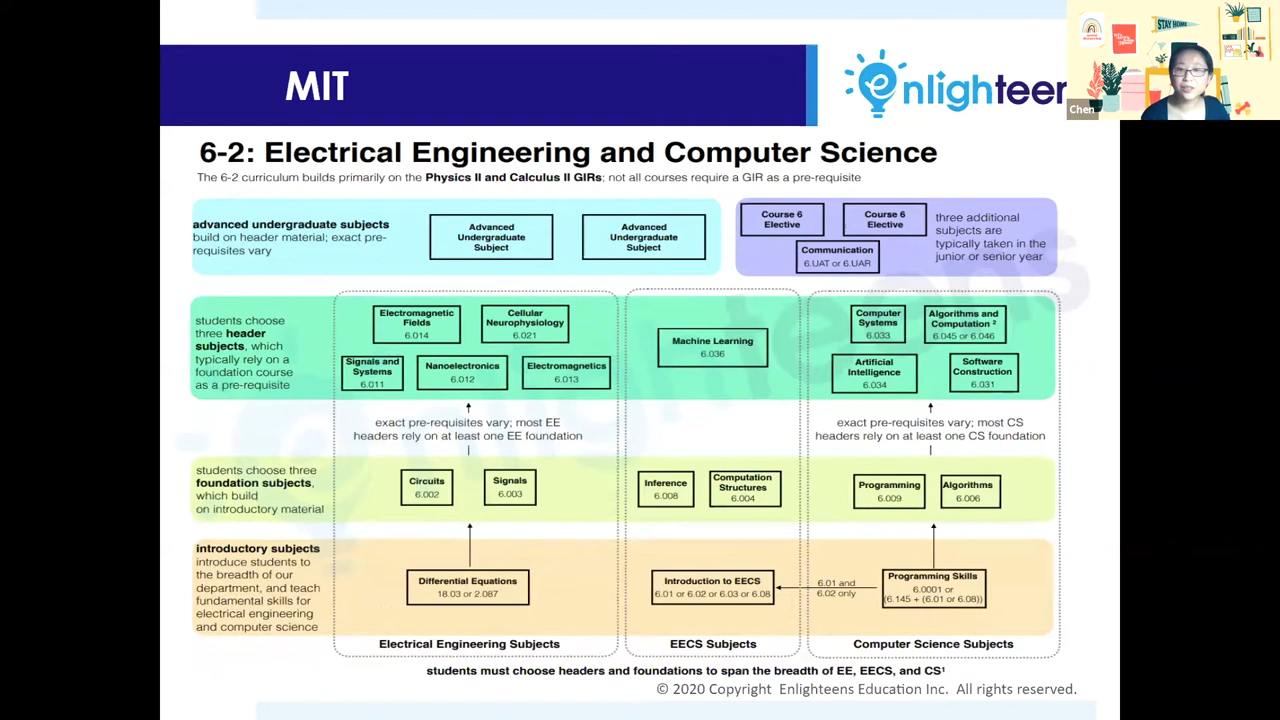 MIT
enlighteen
STAY HOME
Chen
6-2: Electrical Engineering and Computer Science
The 6-2 curriculum builds primarily on the Physics II and Calculus II GIRs; not all courses require a GIR as a pre-requisite
advanced undergraduate subjects
build on header material; exact pre-
requisites vary
Advanced
Undergraduate
Subject
Advanced
Undergraduate
Subject
Course 6
Elective
Course 6
Elective
Communication
6.UAT or 6.UAR
three additional
subjects are
typically taken in the
junior or senior year
students choose
three header
subjects, which
typically rely on a
foundation course
as a pre-requisite
Electromagnetic
Fields
6.014
Cellular
Neurophysiology
6.021
Signals and
Systems
6.011
Nanoelectronics
6.012
Electromagnetics
6.013
Machine Learning
6.036
Computer
Systems
6.033
Algorithms and
Computation ²
6.045 or 6.046
Artificial
Intelligence
6.034
Software
Construction
6.031
exact pre-requisites vary; most EE
headers rely on at least one EE foundation
exact pre-requisites vary; most CS
headers rely on at least one CS foundation
students choose three
foundation subjects,
which build
on introductory material
Circuits
6.002
Signals
6.003
Inference
6.008
Computation
Structures
6.004
Programming
6.009
Algorithms
6.006
introductory subjects
introduce students to
the breadth of our
department, and teach
fundamental skills for
electrical engineering
and computer science
Differential Equations
18.03 or 2.087
Introduction to EECS
6.01 or 6.02 or 6.03 or 6.08
6.01 and
6.02 only
Programming Skills
6.0001 or
(6.145 + (6.01 or 6.08))
Electrical Engineering Subjects
EECS Subjects
Computer Science Subjects
students must choose headers and foundations to span the breadth of EE, EECS, and CS¹
© 2020 Copyright Enlighteens Education Inc. All rights reserved.